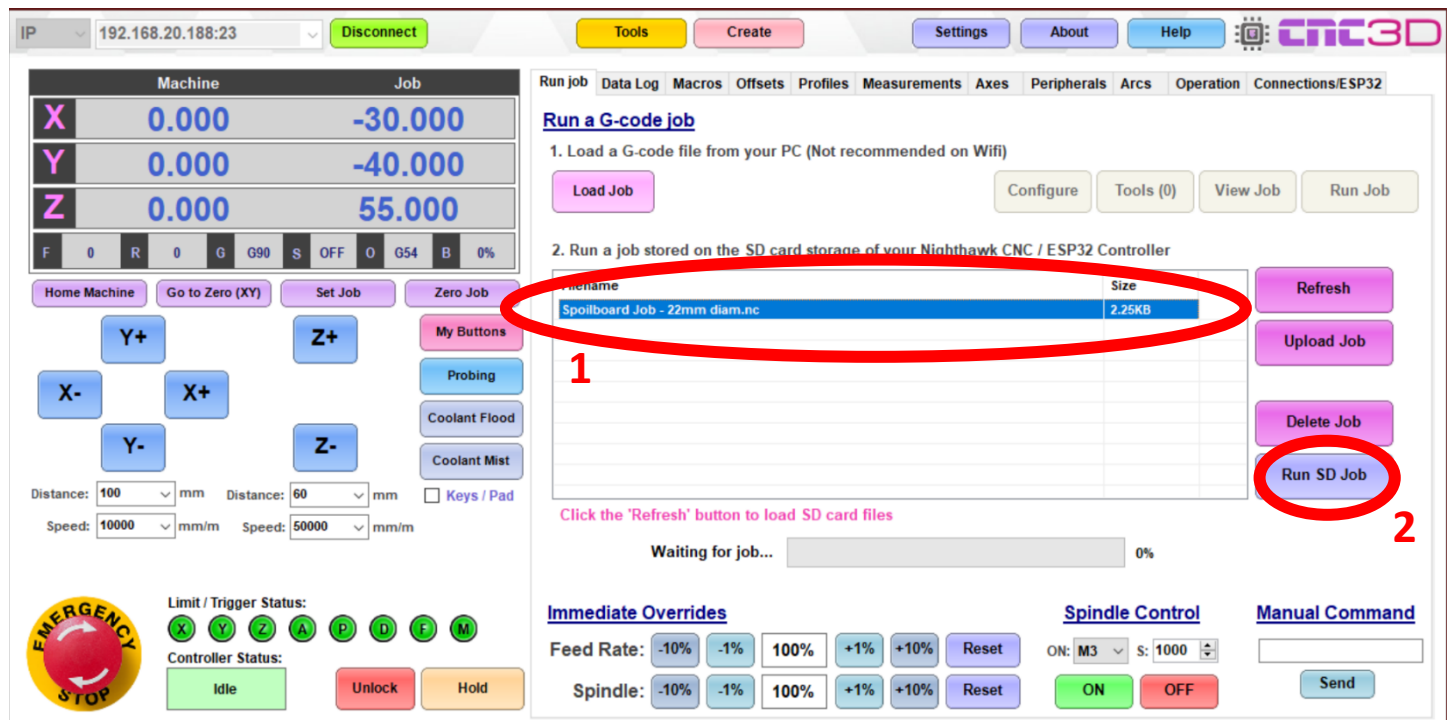 IP 192.168.20.188:23 Disconnect Tools Create Settings About Help CNC3D
Machine Job
X 0.000 -30.000
Y 0.000 -40.000
Z 0.000 55.000
F 0 R 0 G G90 S OFF O G54 B 0%
Home Machine Go to Zero (XY) Set Job Zero Job
Y+ Z+ My Buttons
Probing
X- X+
Coolant Flood
Y- Z-
Coolant Mist
Distance: 100 mm Distance: 60 mm Keys / Pad
Speed: 10000 mm/m Speed: 50000 mm/m
EMERGENCY STOP
Limit / Trigger Status:
X Y Z A P D F M
Controller Status:
Idle Unlock Hold
Run job Data Log Macros Offsets Profiles Measurements Axes Peripherals Arcs Operation Connections/ESP32
Run a G-code job
1. Load a G-code file from your PC (Not recommended on Wifi)
Load Job Configure Tools (0) View Job Run Job
2. Run a job stored on the SD card storage of your Nighthawk CNC / ESP32 Controller
Filename Size
Spoilboard Job - 22mm diam.nc 2.25KB
1
Refresh
Upload Job
Delete Job
Run SD Job
2
Click the 'Refresh' button to load SD card files
Waiting for job... 0%
Immediate Overrides Spindle Control Manual Command
Feed Rate: -10% -1% 100% +1% +10% Reset ON: M3 S: 1000
Spindle: -10% -1% 100% +1% +10% Reset ON OFF Send